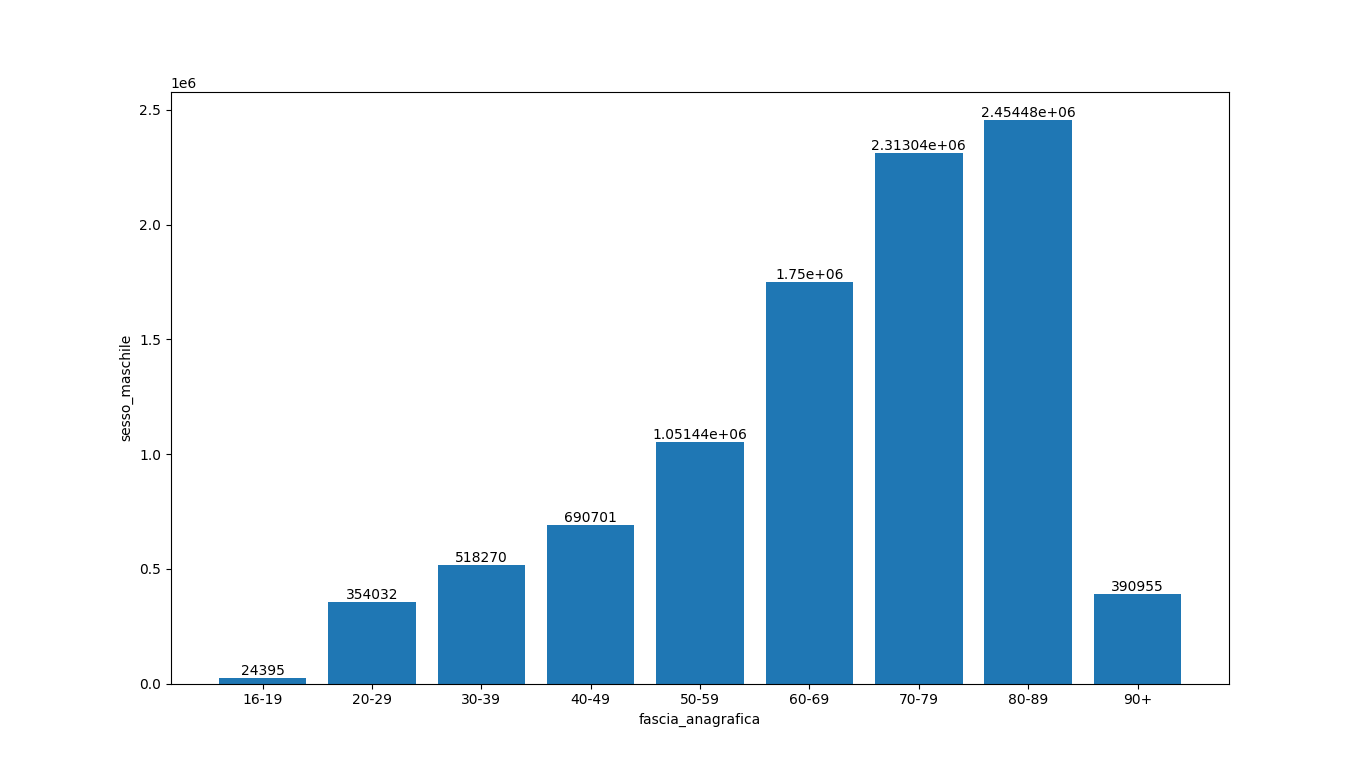 1e6
2.5
2.0
1.5
1.0
0.5
0.0
sesso_maschile
24395
354032
518270
690701
1.05144e+06
1.75e+06
2.31304e+06
2.45448e+06
390955
16-19 20-29 30-39 40-49 50-59 60-69 70-79 80-89 90+
fascia_anagrafica